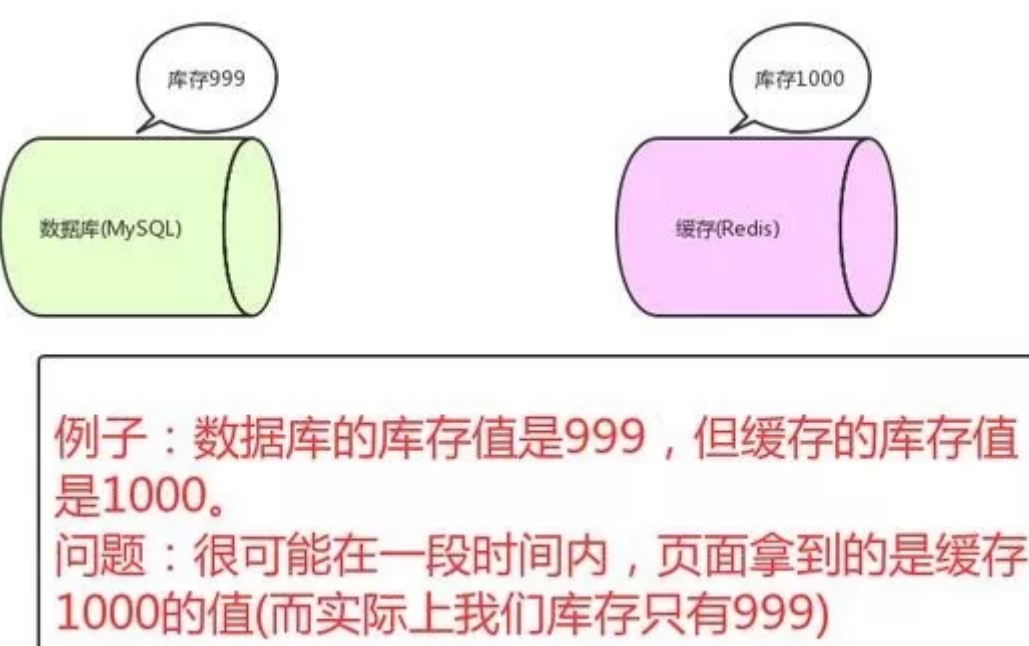 库存999
库存1000
数据库(MySQL)
缓存(Redis)
例子：数据库的库存值是999，但缓存的库存值
是1000。
问题：很可能在一段时间内，页面拿到的是缓存
1000的值(而实际上我们库存只有999)